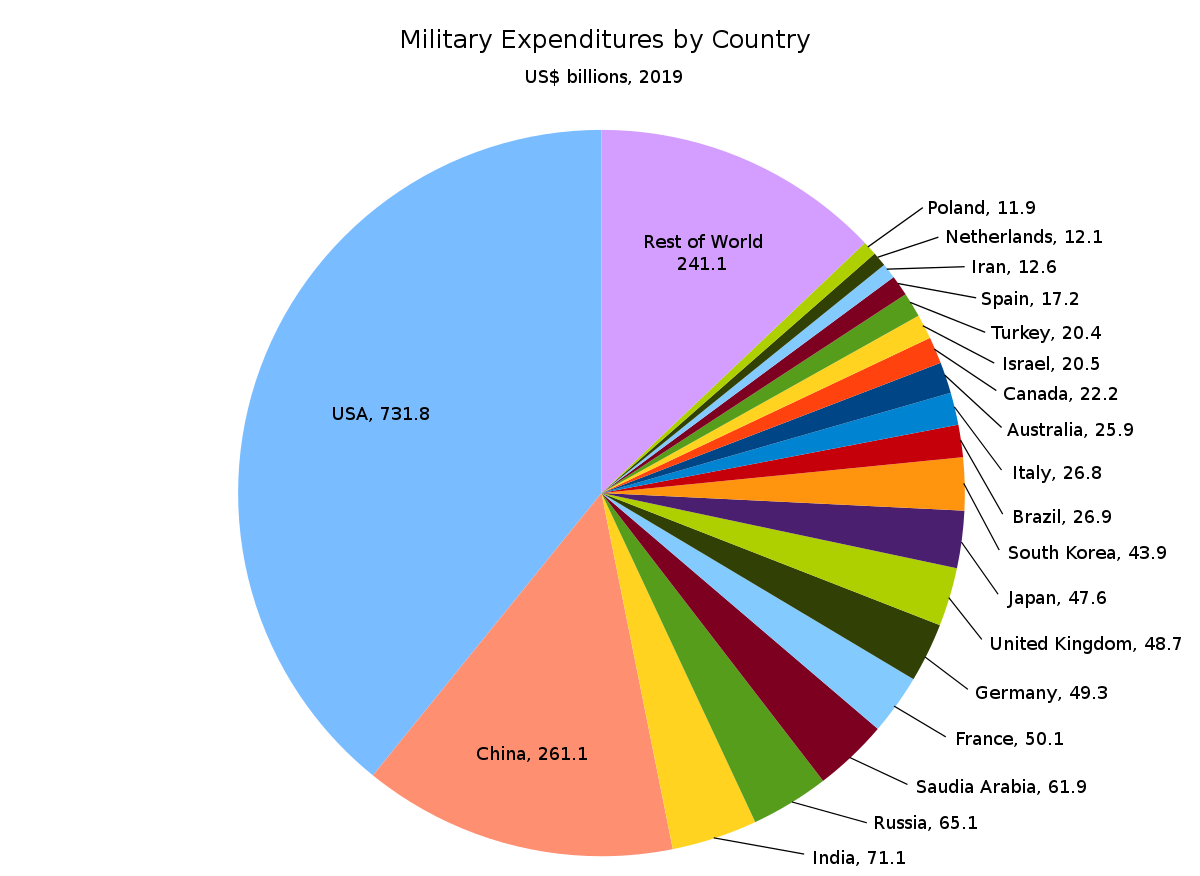 Military Expenditures by Country
US$ billions, 2019
Poland, 11.9
Netherlands, 12.1
Rest of World
241.1
Iran, 12.6
Spain, 17.2
Turkey, 20.4
Israel, 20.5
Canada, 22.2
USA, 731.8
Australia, 25.9
Italy, 26.8
Brazil, 26.9
South Korea, 43.9
Japan, 47.6
United Kingdom, 48.7
Germany, 49.3
France, 50.1
China, 261.1
Saudia Arabia, 61.9
Russia, 65.1
India, 71.1